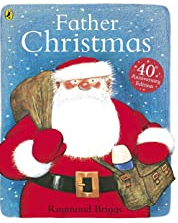 Father
Christmas
40th
Anniversary
Edition
Raymond Briggs